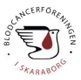 BLODCANCERFÖRENINGEN
• I SKARABORG •